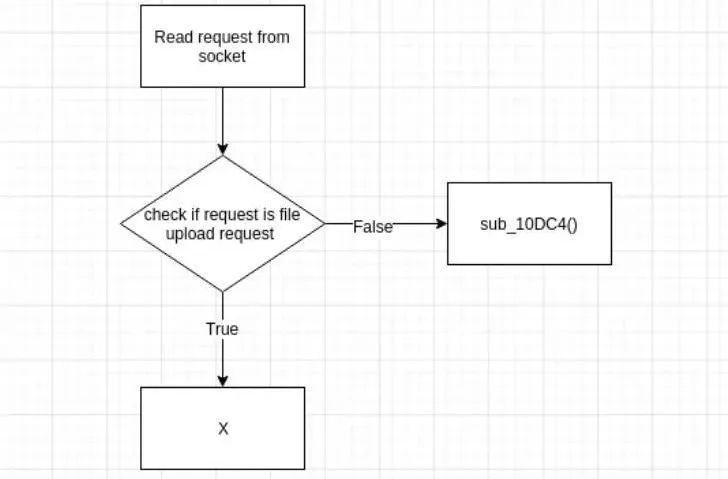 Read request from
socket
check if request is file
upload request
False
sub_10DC4()
True
X